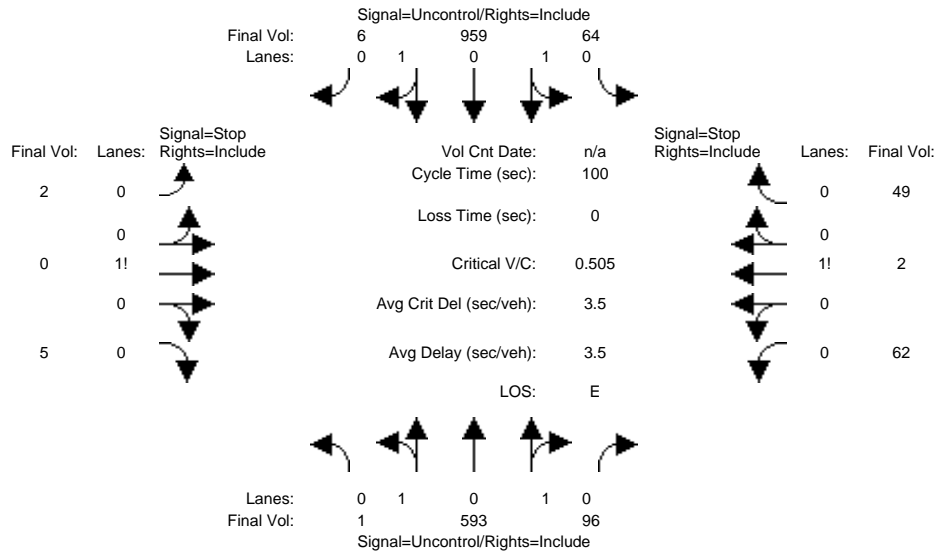 Signal=Uncontrol/Rights=Include
Final Vol: 6 959 64
Lanes: 0 1 0 1 0
Signal=Stop
Final Vol: Lanes: Rights=Include
Vol Cnt Date: n/a
Signal=Stop
Rights=Include Lanes: Final Vol:
Cycle Time (sec): 100
2 0
0 49
Loss Time (sec): 0
0
0
0 1!
Critical V/C: 0.505
1! 2
0
Avg Crit Del (sec/veh): 3.5
0
5 0
Avg Delay (sec/veh): 3.5
0 62
LOS: E
Lanes: 0 1 0 1 0
Final Vol: 1 593 96
Signal=Uncontrol/Rights=Include